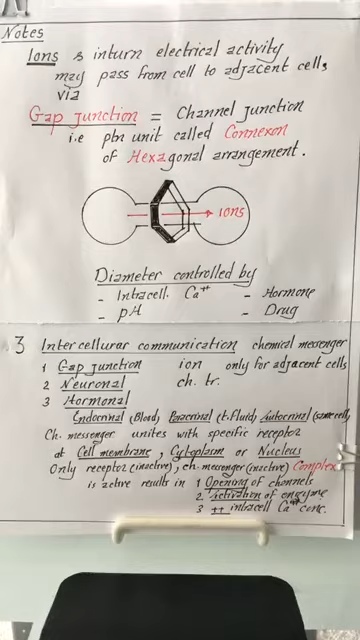 Notes
Ions & inturn electrical activity
may pass from cell to adjacent cells
via
Gap junction = Channel junction
i.e pbn unit called Connexon
of Hexagonal arrangement.
Ions
Diameter controlled by
- Intracell. Ca++ - Hormone
- pH - Drug
3 Intercellurar communication chemical messenger
1 Gap junction ion only for adjacent cells
2 Neuronal ch. tr.
3 Hormonal
Endocrinal (Blood), Paracrinal (t.fluid), Autocrinal (same cell)
Ch. messenger unites with specific receptor
at Cell membrane, Cytoplasm or Nucleus
Only receptor (inactive), ch. messenger (inactive) Complex
is active results in 1 Opening of channels
2 Activation of enzyme
3 ++ intracell Ca++ conc.